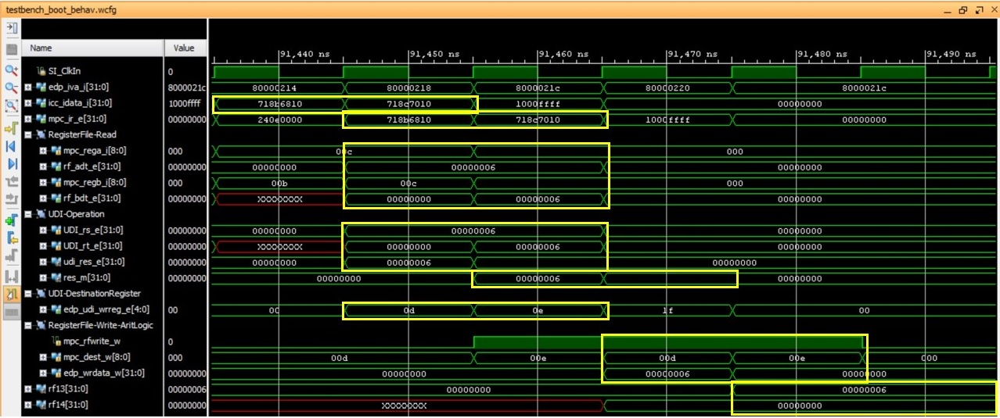 testbench_boot_behav.wcfg
Name Value 91,440 ns 91,450 ns 91,460 ns 91,470 ns 91,480 ns 91,490 ns
SI_ClkIn 0
edp_iva_i[31:0] 8000021c 80000214 80000218 8000021c 80000220 8000021c
icc_idata_i[31:0] 1000ffff 718b6810 718c7010 1000ffff 00000000
mpc_ir_e[31:0] 00000000 240e0000 718b6810 718c7010 1000ffff 00000000
RegisterFile-Read
mpc_rega_i[8:0] 000 00c 000
rf_adt_e[31:0] 00000000 00000000 00000006 00000000
mpc_regb_i[8:0] 000 00b 00c 000
rf_bdt_e[31:0] 00000000 XXXXXXXX 00000000 00000006 00000000
UDI-Operation
UDI_rs_e[31:0] 00000000 00000000 00000006 00000000
UDI_rt_e[31:0] 00000000 XXXXXXXX 00000000 00000006 00000000
udi_res_e[31:0] 00000000 00000000 00000006 00000000
res_m[31:0] 00000000 00000000 00000006 00000000
UDI-DestinationRegister
edp_udi_wrreg_e[4:0] 00 00 0d 0e 1f 00
RegisterFile-Write-AritLogic
mpc_rfwrite_w 0
mpc_dest_w[8:0] 000 00d 00e 00d 00e 000
edp_wrdata_w[31:0] 00000000 00000000 00000006 00000000
rf13[31:0] 00000006 00000000 00000006
rf14[31:0] 00000000 XXXXXXXX 00000000